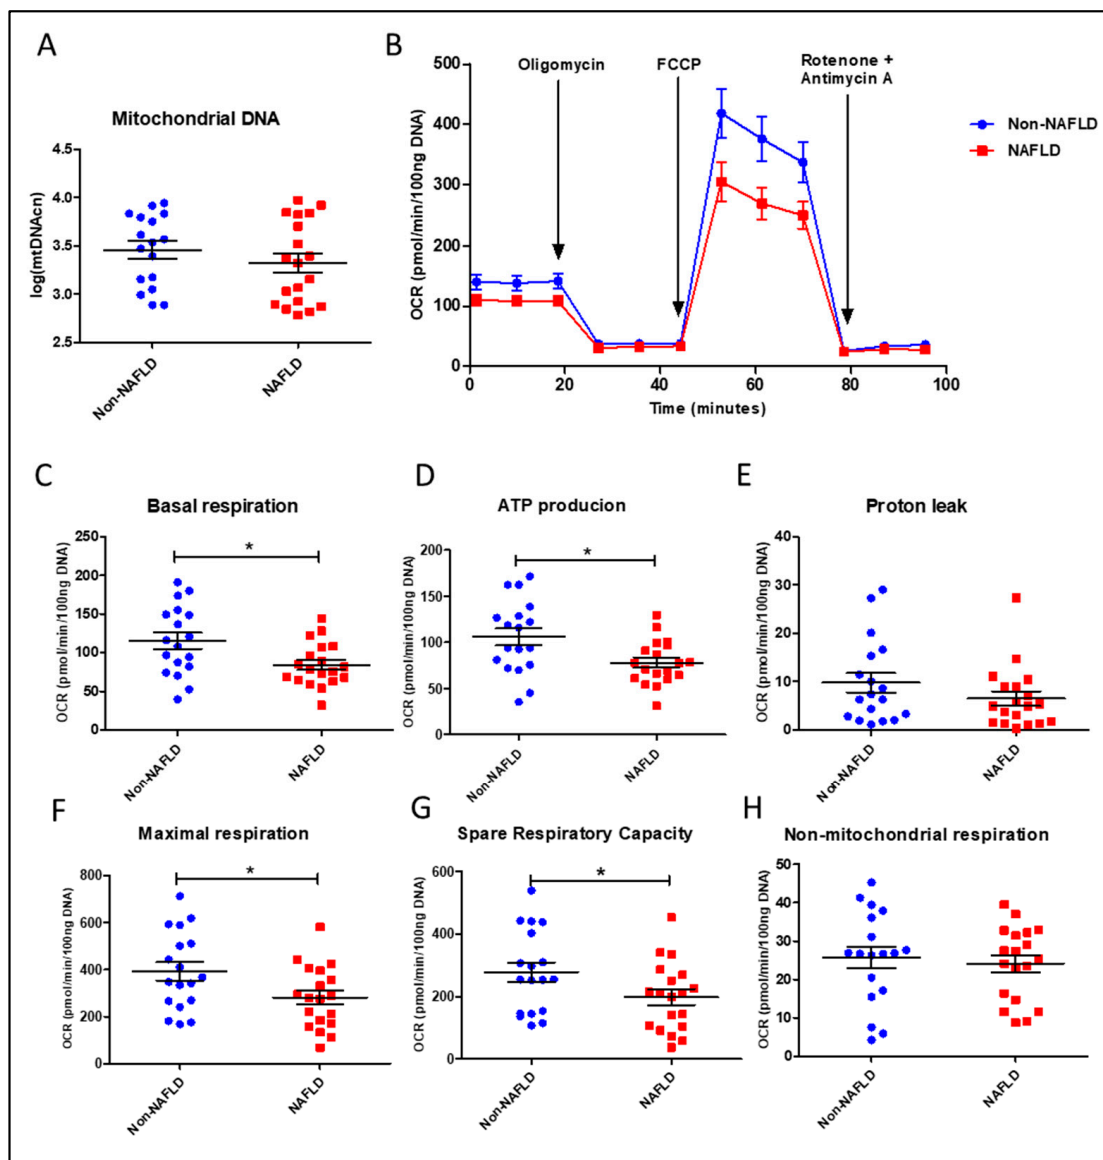 A
Mitochondrial DNA
log(mtDNAcn)
4.5
4.0
3.5
3.0
2.5
Non-NAFLD
NAFLD
B
OCR (pmol/min/100ng DNA)
500
400
300
200
100
0
Oligomycin
FCCP
Rotenone +
Antimycin A
Non-NAFLD
NAFLD
0 20 40 60 80 100
Time (minutes)
C
Basal respiration
OCR (pmol/min/100ng DNA)
250
200
150
100
50
0
*
Non-NAFLD
NAFLD
D
ATP producion
OCR (pmol/min/100ng DNA)
200
150
100
50
0
*
Non-NAFLD
NAFLD
E
Proton leak
OCR (pmol/min/100ng DNA)
40
30
20
10
0
Non-NAFLD
NAFLD
F
Maximal respiration
OCR (pmol/min/100ng DNA)
800
600
400
200
0
*
Non-NAFLD
NAFLD
G
Spare Respiratory Capacity
OCR (pmol/min/100ng DNA)
600
400
200
0
*
Non-NAFLD
NAFLD
H
Non-mitochondrial respiration
OCR (pmol/min/100ng DNA)
50
40
30
20
10
0
Non-NAFLD
NAFLD